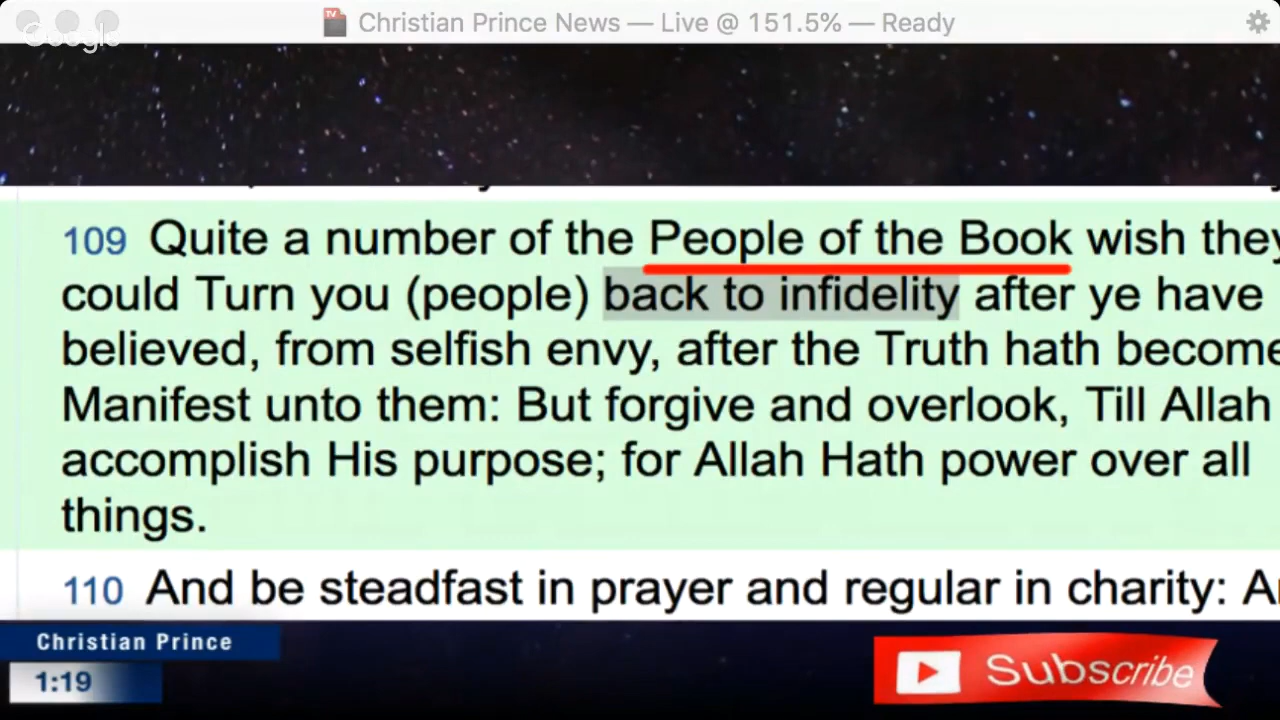 Christian Prince News — Live @ 151.5% — Ready
Google
109 Quite a number of the People of the Book wish they
could Turn you (people) back to infidelity after ye have
believed, from selfish envy, after the Truth hath become
Manifest unto them: But forgive and overlook, Till Allah
accomplish His purpose; for Allah Hath power over all
things.
110 And be steadfast in prayer and regular in charity:
Christian Prince
1:19
Subscribe